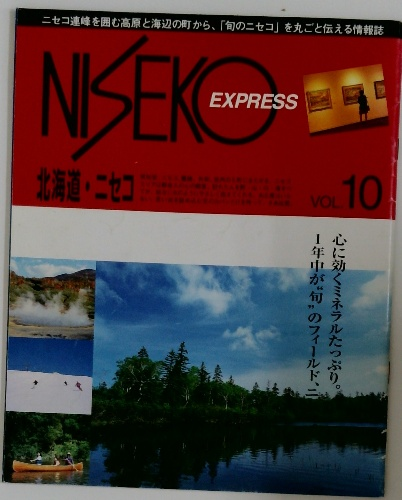 ニセコ連峰を囲む高原と海辺の町から、「旬のニセコ」を丸ごと伝える情報誌
NISEKO
EXPRESS
北海道・ニセコ
VOL.10
心に効くミネラルたっぷり。
1年中が“旬”のフィールド、ニ